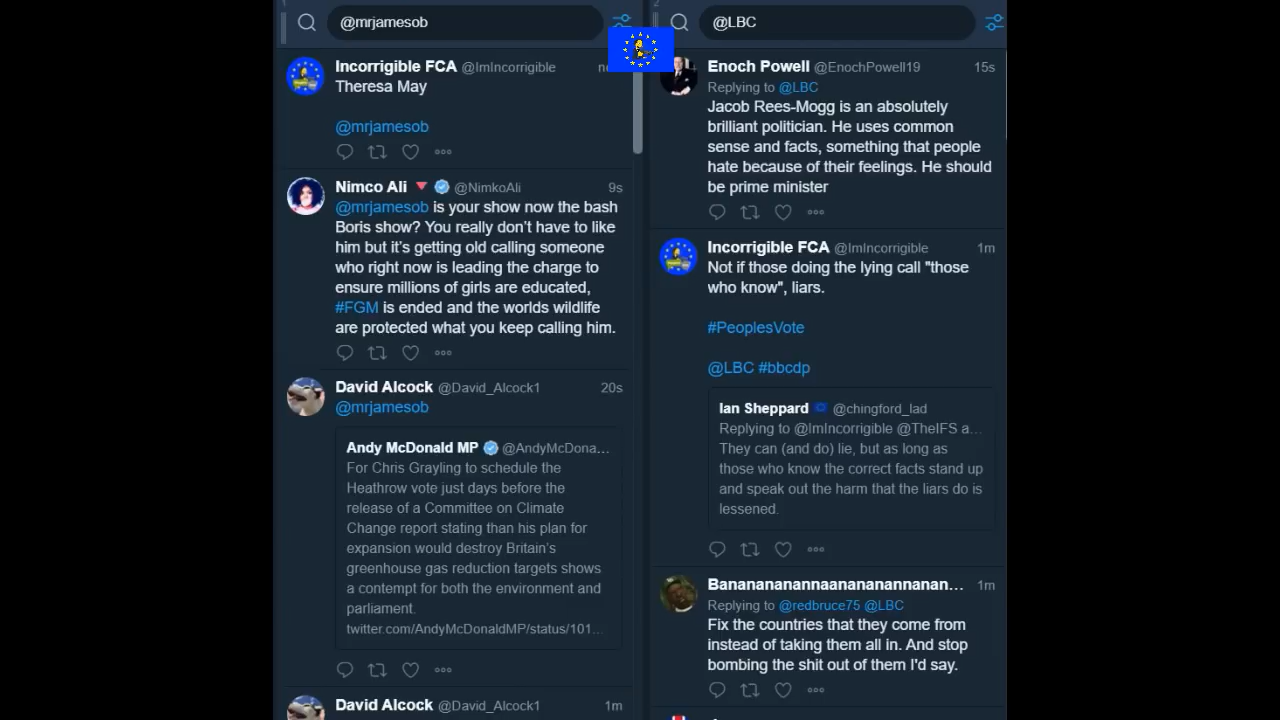 @mrjamesob
Incorrigible FCA @ImIncorrigible
Theresa May
@mrjamesob
Nimco Ali @NimkoAli 9s
@mrjamesob is your show now the bash
Boris show? You really don't have to like
him but it's getting old calling someone
who right now is leading the charge to
ensure millions of girls are educated,
#FGM is ended and the worlds wildlife
are protected what you keep calling him.
David Alcock @David_Alcock1 20s
@mrjamesob
Andy McDonald MP @AndyMcDona...
For Chris Grayling to schedule the
Heathrow vote just days before the
release of a Committee on Climate
Change report stating than his plan for
expansion would destroy Britain's
greenhouse gas reduction targets shows
a contempt for both the environment and
parliament.
twitter.com/AndyMcDonaldMP/status/101...
David Alcock @David_Alcock1 1m
@LBC
Enoch Powell @EnochPowell19 15s
Replying to @LBC
Jacob Rees-Mogg is an absolutely
brilliant politician. He uses common
sense and facts, something that people
hate because of their feelings. He should
be prime minister
Incorrigible FCA @ImIncorrigible 1m
Not if those doing the lying call "those
who know", liars.
#PeoplesVote
@LBC #bbcdp
Ian Sheppard @chingford_lad
Replying to @ImIncorrigible @TheIFS a...
They can (and do) lie, but as long as
those who know the correct facts stand up
and speak out the harm that the liars do is
lessened.
Bananananannaanananannanan... 1m
Replying to @redbruce75 @LBC
Fix the countries that they come from
instead of taking them all in. And stop
bombing the shit out of them I'd say.